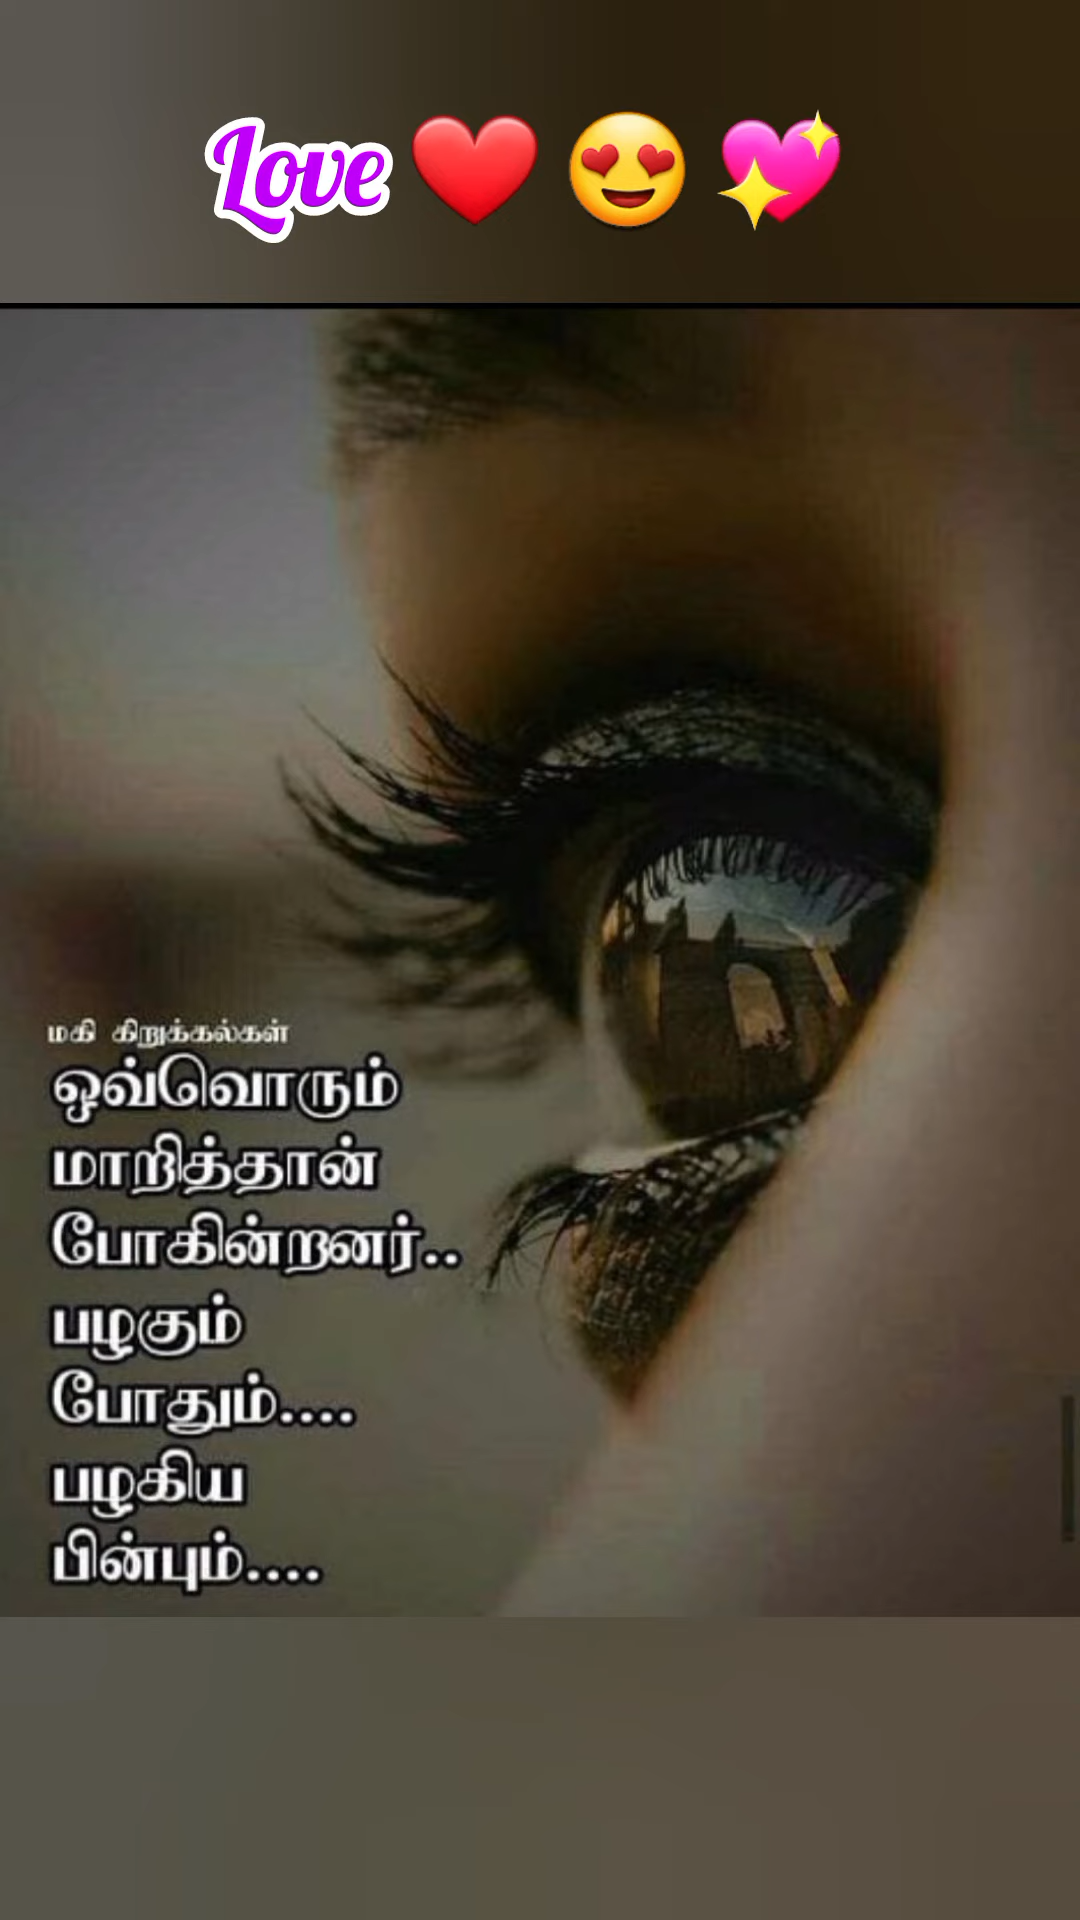 Love ❤️ 😍 💖
மகி கிறுக்கல்கள்
ஒவ்வொரும்
மாறித்தான்
போகின்றனர்..
பழகும்
போதும்....
பழகிய
பின்பும்....